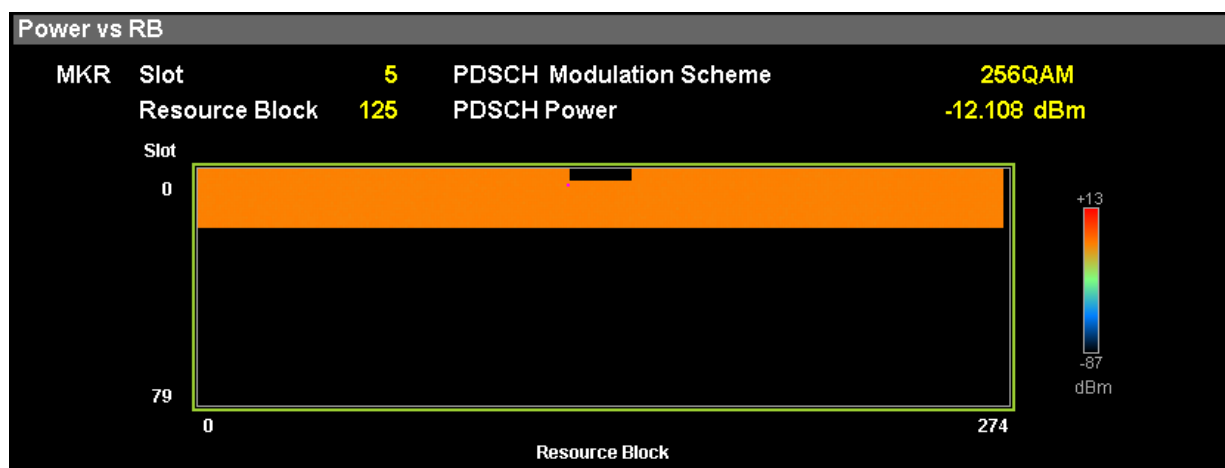 Power vs RB
MKR Slot 5 PDSCH Modulation Scheme 256QAM
Resource Block 125 PDSCH Power -12.108 dBm
Slot
0
+13
-87
dBm
79
0 274
Resource Block